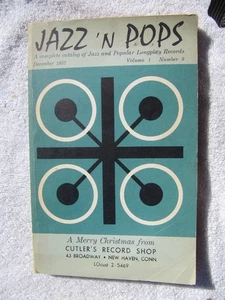 JAZZ 'N POPS
A complete catalog of Jazz and Popular Longplay Records
December 1957 Volume 1 Number 9
A Merry Christmas from
CUTLER'S RECORD SHOP
43 BROADWAY • NEW HAVEN, CONN.
LOcust 2-5469